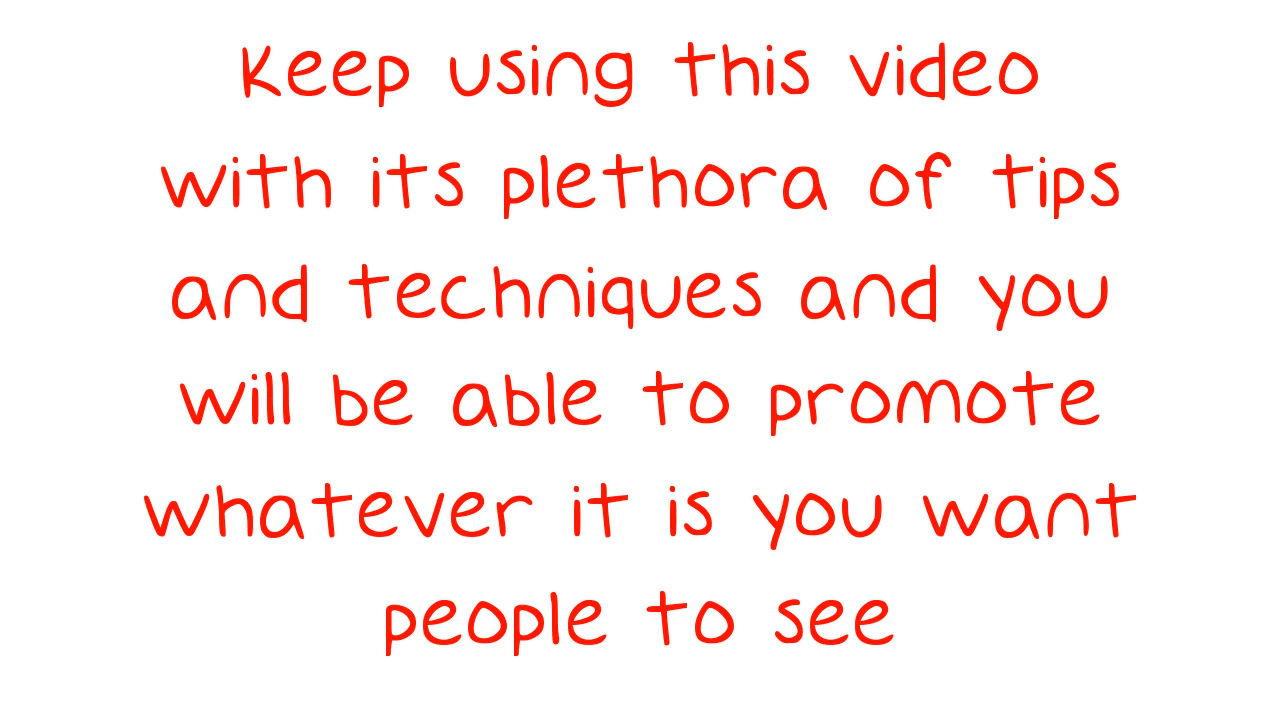 Keep using this video
with its plethora of tips
and techniques and you
will be able to promote
whatever it is you want
people to see